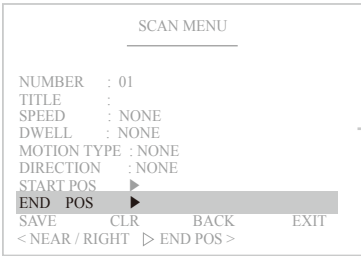 SCAN MENU
NUMBER : 01
TITLE :
SPEED : NONE
DWELL : NONE
MOTION TYPE : NONE
DIRECTION : NONE
START POS ▶
END POS ▶
SAVE CLR BACK EXIT
< NEAR / RIGHT ▷ END POS >